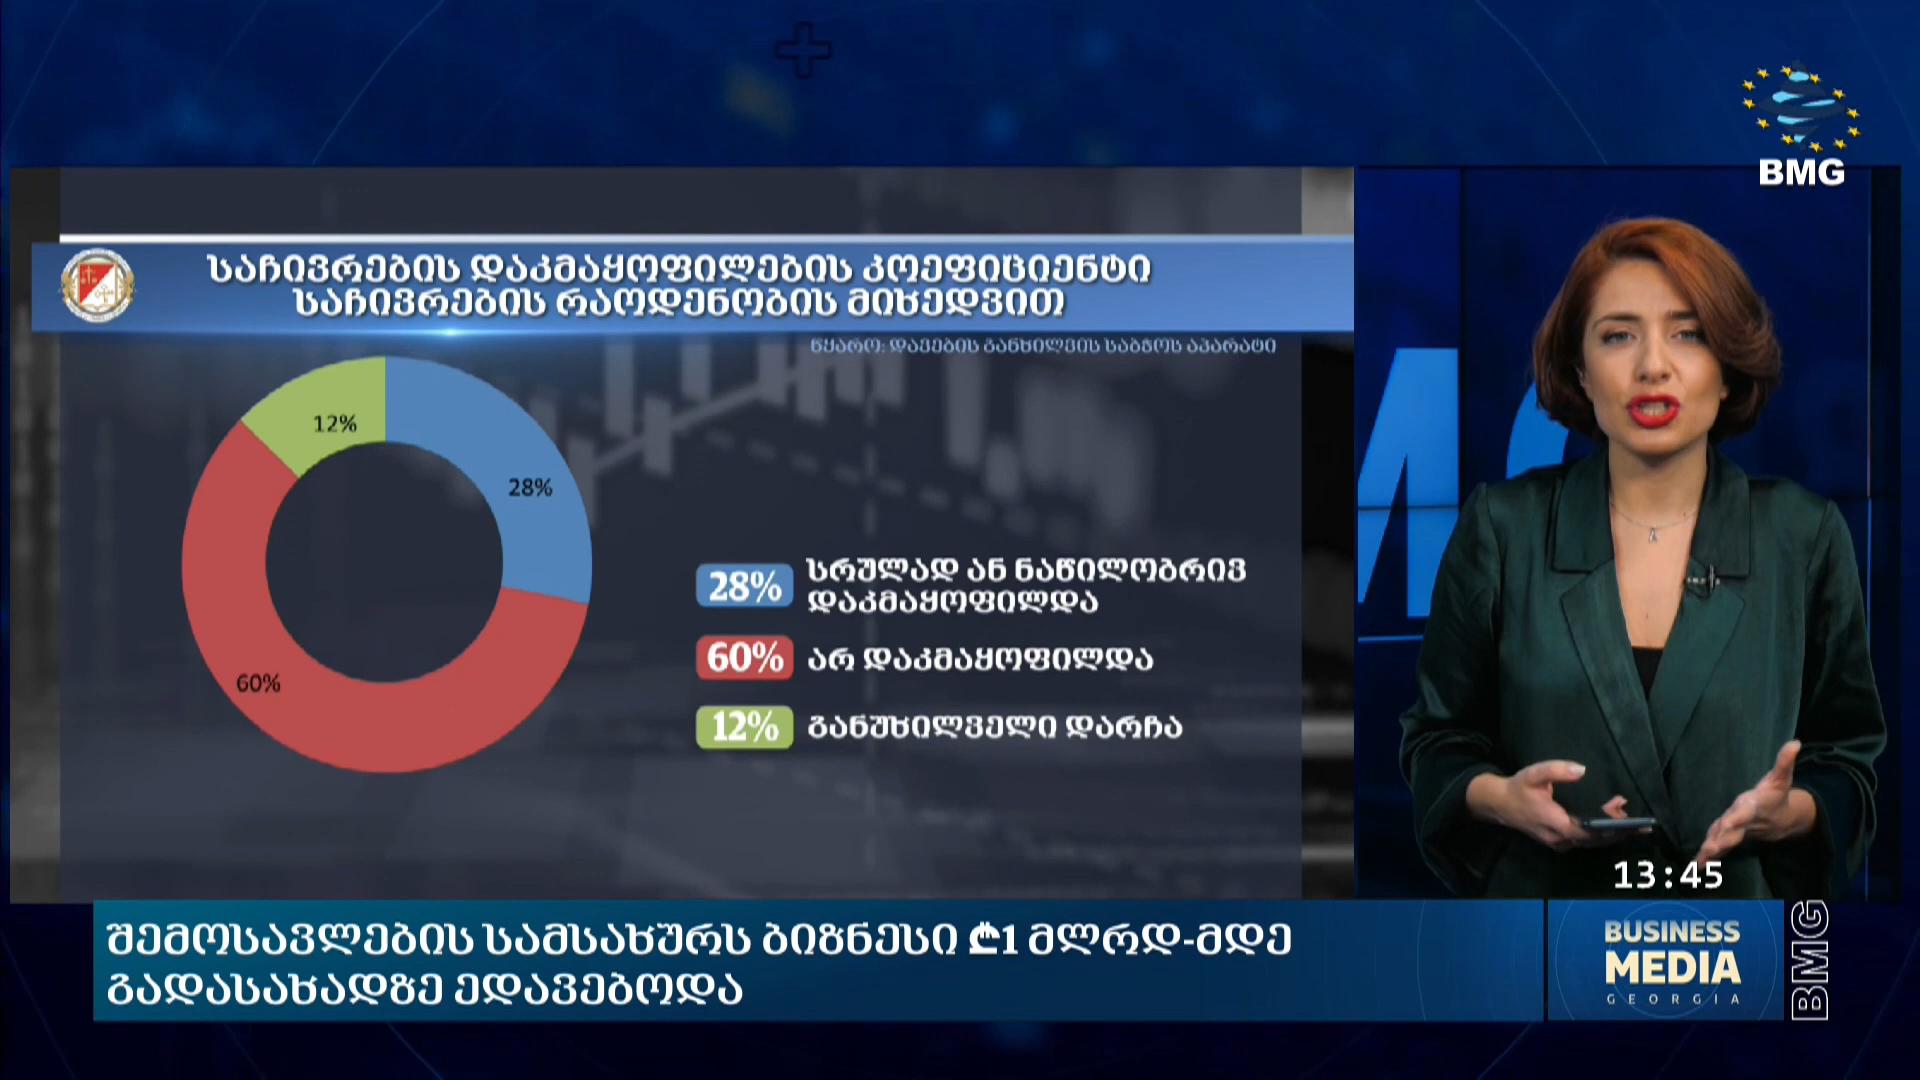 BMG
საჩივრების დაკმაყოფილების კოეფიციენტი
საჩივრების რაოდენობის მიხედვით
წყარო: დავების განხილვის საბჭოს აპარატი
12%
28%
60%
28% სრულად ან ნაწილობრივ
დაკმაყოფილდა
60% არ დაკმაყოფილდა
12% განუხილველი დარჩა
13:45
შემოსავლების სამსახურს ბიზნესი ₾1 მლრდ-მდე
გადასახადზე ედავებოდა
BUSINESS
MEDIA
GEORGIA
BMG